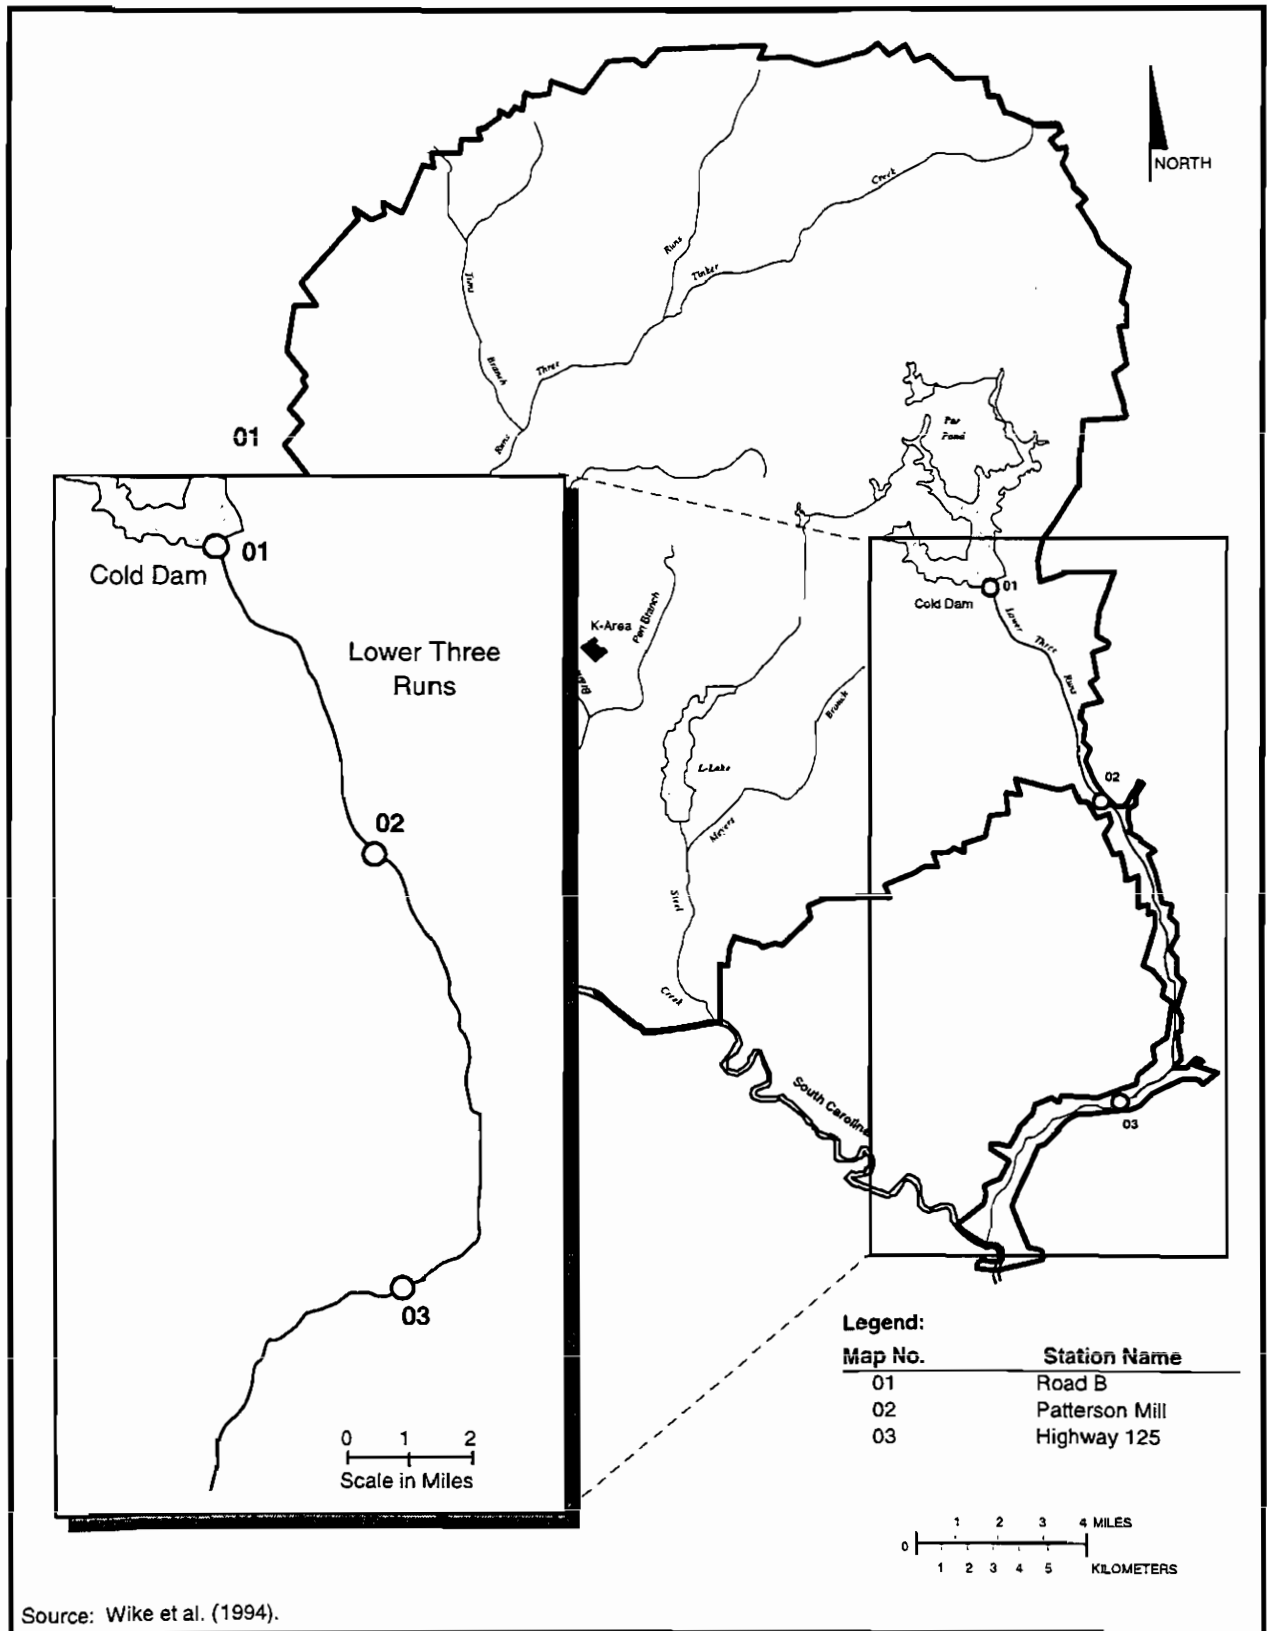 NORTH
Creek
Runs
Tinker
Tims
Branch
Three
Runs
Par
Pond
01
01
Cold Dam
Lower Three
Runs
02
03
0 1 2
Scale in Miles
K-Area
Pen Branch
L-Lake
Branch
Meyers
Steel
Creek
South Carolina
01
Cold Dam
Lower
Three
Runs
02
03
Legend:
Map No. Station Name
01 Road B
02 Patterson Mill
03 Highway 125
1 2 3 4 MILES
0
1 2 3 4 5 KILOMETERS
Source: Wike et al. (1994).